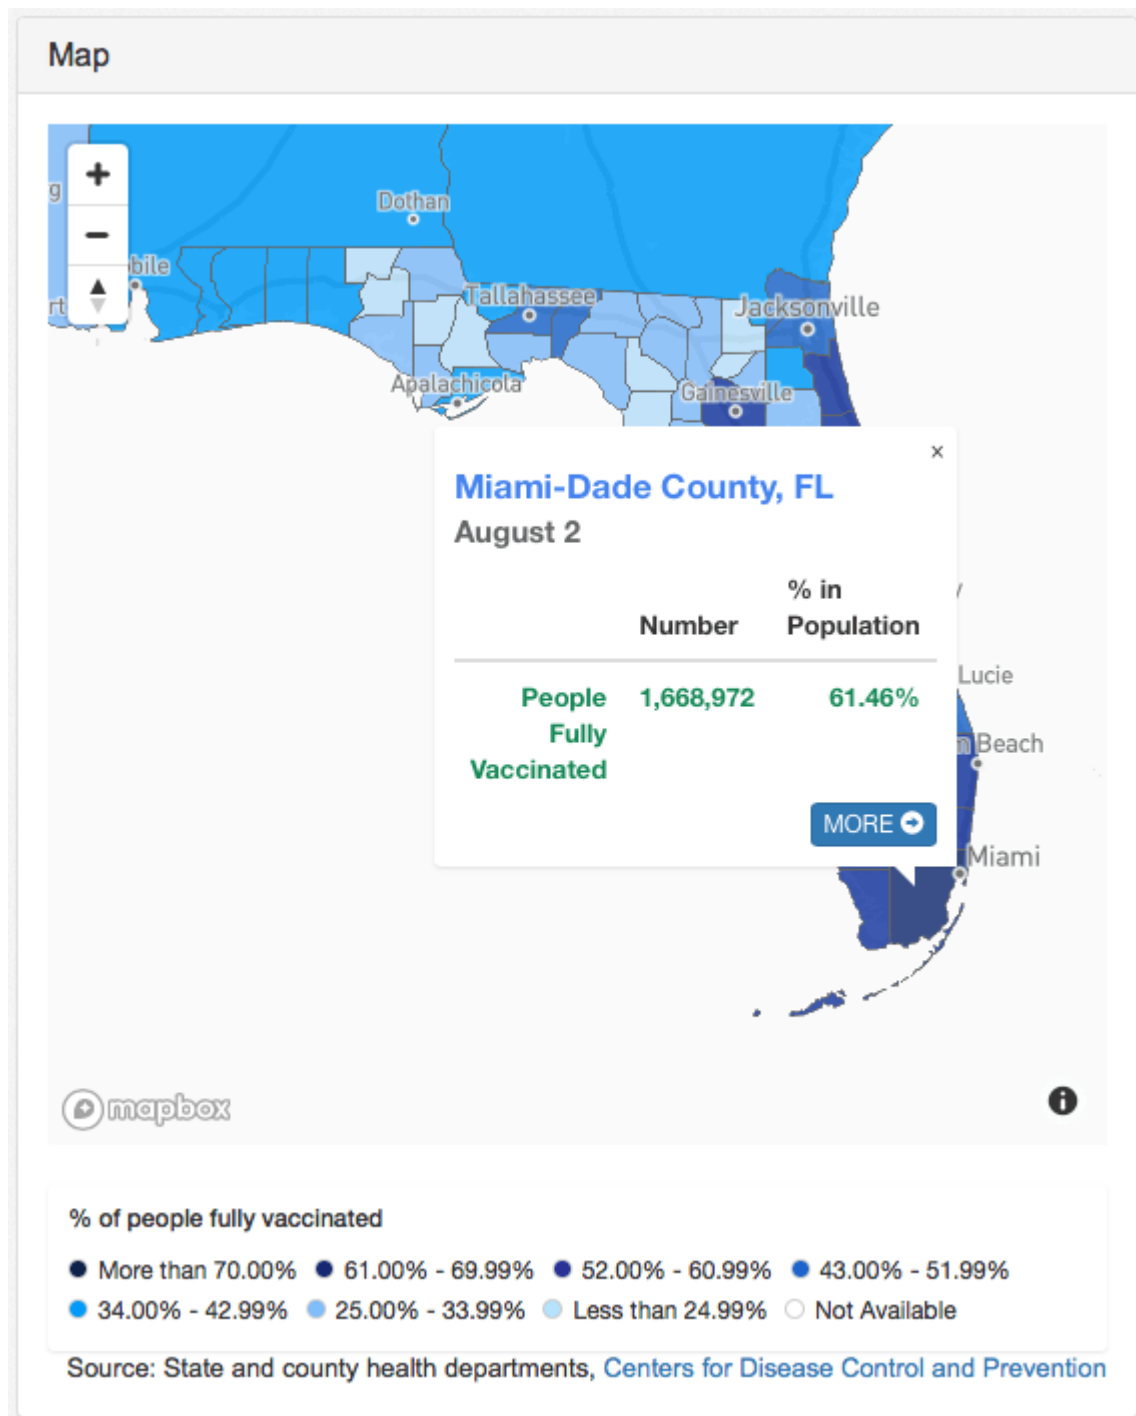 Map
g
Dothan
bile
rt
Tallahassee
Jacksonville
Apalachicola
Gainesville
×
Miami-Dade County, FL
August 2
% in
Number Population
People 1,668,972 61.46%
Fully
Vaccinated
MORE
Lucie
Beach
Miami
mapbox
i
% of people fully vaccinated
More than 70.00% 61.00% - 69.99% 52.00% - 60.99% 43.00% - 51.99%
34.00% - 42.99% 25.00% - 33.99% Less than 24.99% Not Available
Source: State and county health departments, Centers for Disease Control and Prevention